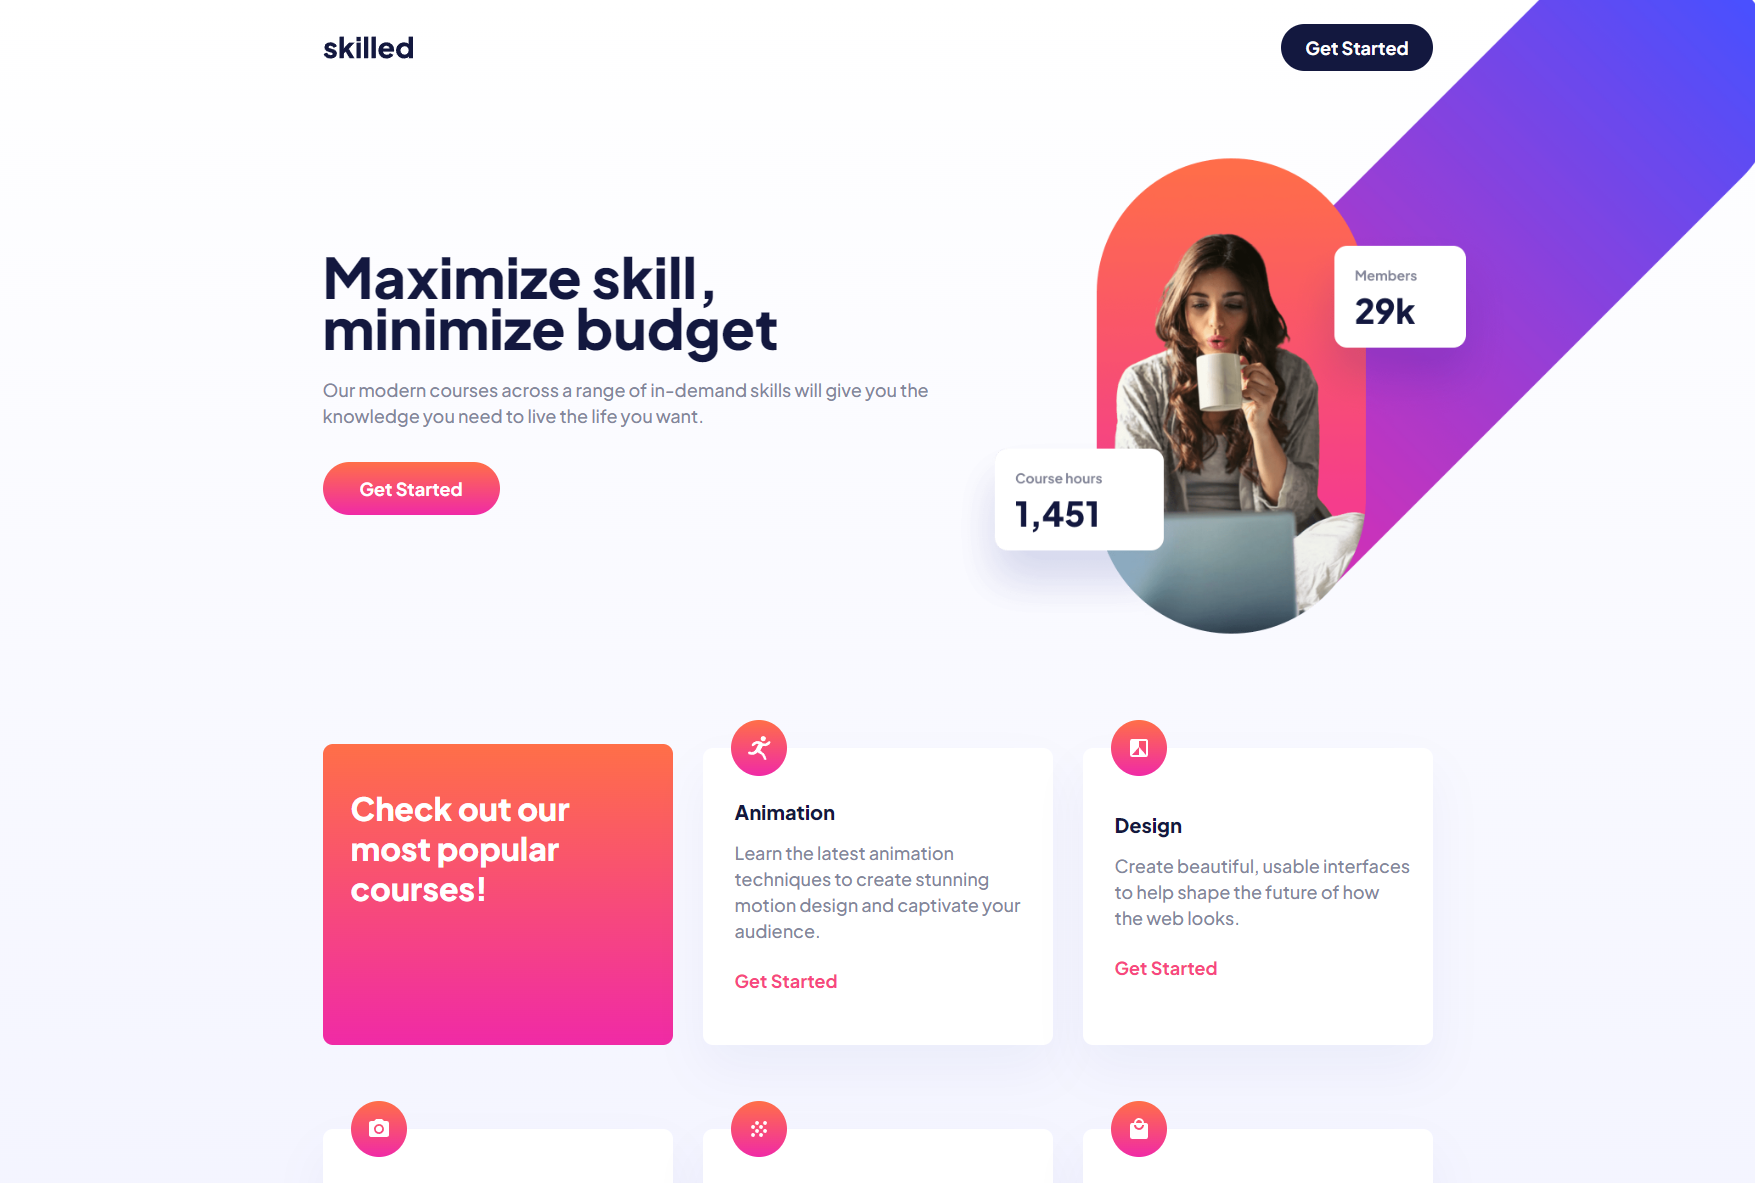 skilled
Get Started
Maximize skill,
minimize budget
Our modern courses across a range of in-demand skills will give you the
knowledge you need to live the life you want.
Get Started
Members
29k
Course hours
1,451
Check out our
most popular
courses!
Animation
Learn the latest animation
techniques to create stunning
motion design and captivate your
audience.
Get Started
Design
Create beautiful, usable interfaces
to help shape the future of how
the web looks.
Get Started